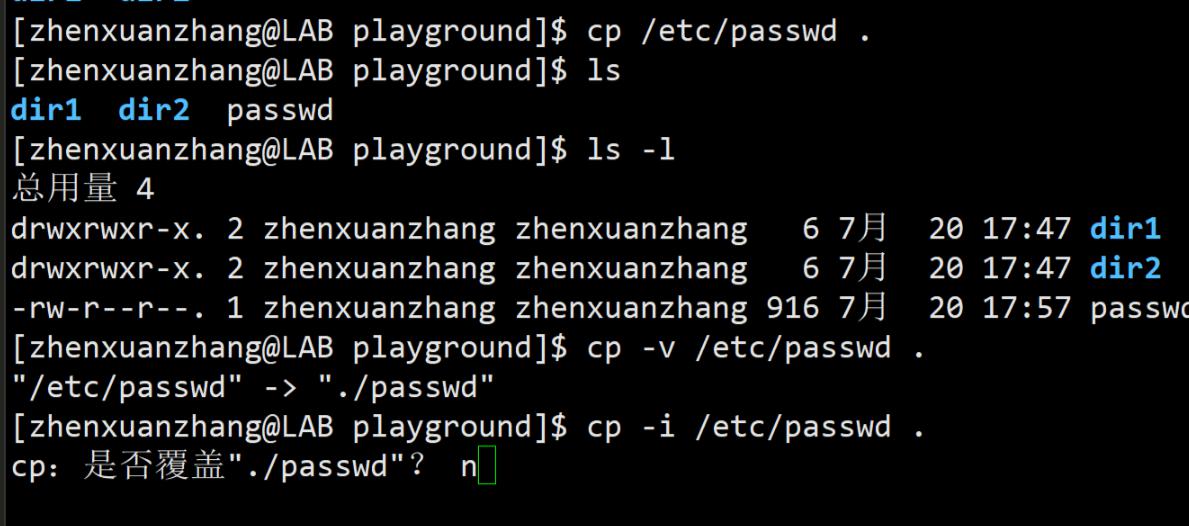 [zhenxuanzhang@LAB playground]$ cp /etc/passwd .
[zhenxuanzhang@LAB playground]$ ls
dir1  dir2  passwd
[zhenxuanzhang@LAB playground]$ ls -l
总用量 4
drwxrwxr-x. 2 zhenxuanzhang zhenxuanzhang   6 7月  20 17:47 dir1
drwxrwxr-x. 2 zhenxuanzhang zhenxuanzhang   6 7月  20 17:47 dir2
-rw-r--r--. 1 zhenxuanzhang zhenxuanzhang 916 7月  20 17:57 passwd
[zhenxuanzhang@LAB playground]$ cp -v /etc/passwd .
"/etc/passwd" -> "./passwd"
[zhenxuanzhang@LAB playground]$ cp -i /etc/passwd .
cp：是否覆盖"./passwd"？ n